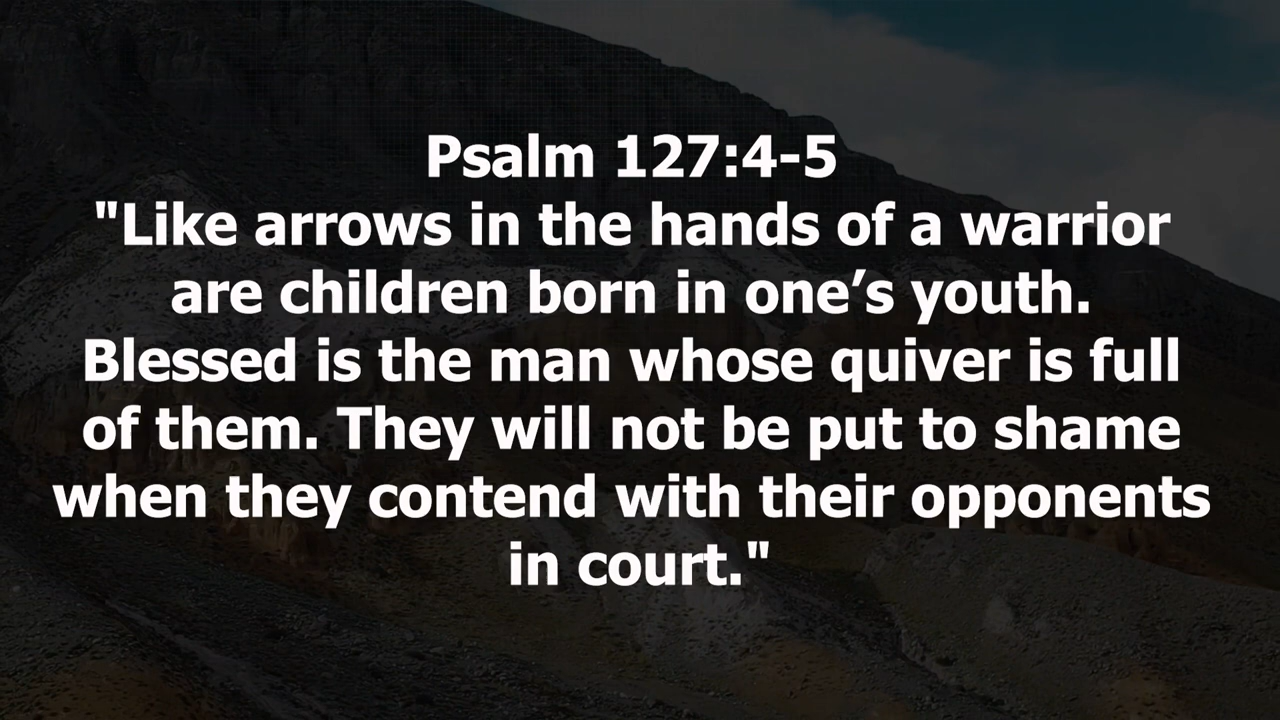 Psalm 127:4-5
"Like arrows in the hands of a warrior
are children born in one’s youth.
Blessed is the man whose quiver is full
of them. They will not be put to shame
when they contend with their opponents
in court."